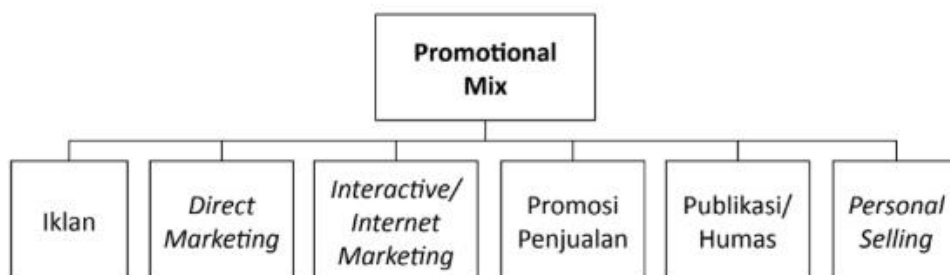 Promotional
Mix
Iklan
Direct
Marketing
Interactive/
Internet
Marketing
Promosi
Penjualan
Publikasi/
Humas
Personal
Selling